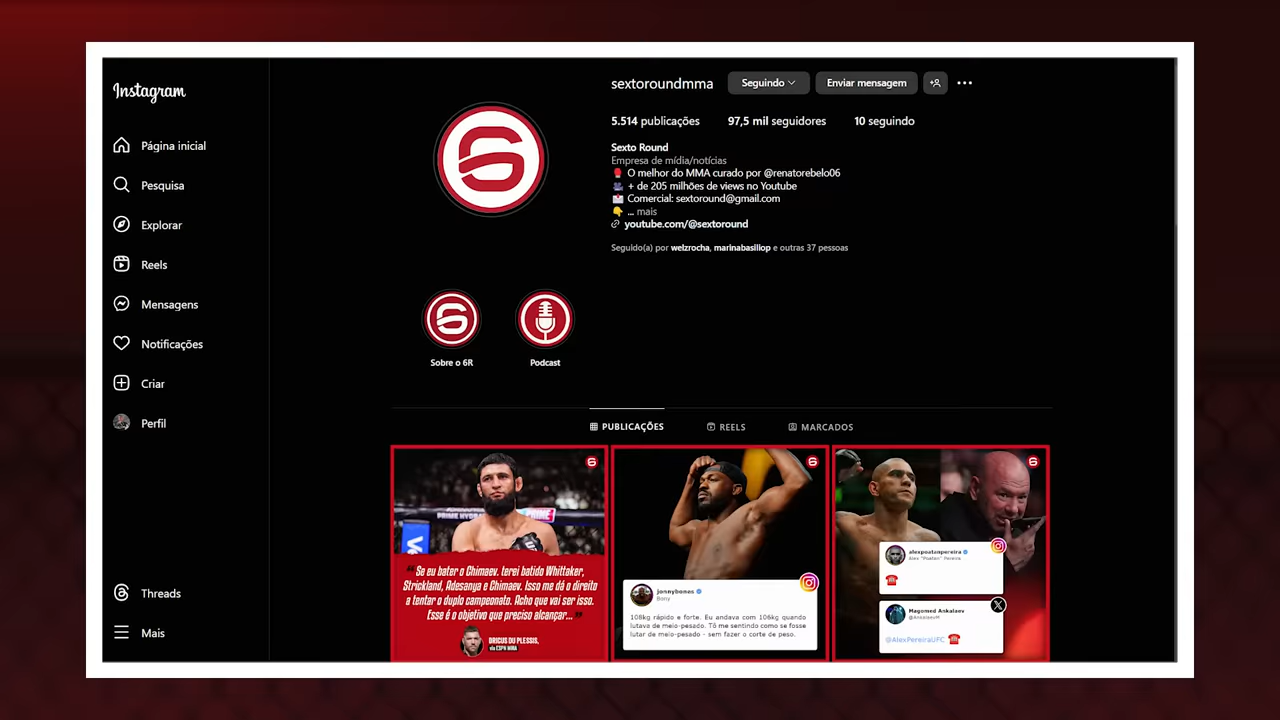 Instagram
Página inicial
Pesquisa
Explorar
Reels
Mensagens
Notificações
Criar
Perfil
Threads
Mais
sextoroundmma
Seguindo
Enviar mensagem
5.514 publicações
97,5 mil seguidores
10 seguindo
Sexto Round
Empresa de mídia/notícias
O melhor do MMA curado por @renatorebelo06
+ de 205 milhões de views no Youtube
Comercial: sextoround@gmail.com
... mais
youtube.com/@sextoround
Seguido(a) por welzrocha, marinabasiliop e outras 37 pessoas
Sobre o 6R
Podcast
PUBLICAÇÕES
REELS
MARCADOS
PRIME HYDRA
PRIME
"Se eu bater o Chimaev, terei batido Whittaker,
Strickland, Adesanya e Chimaev. Isso me dá o direito
a tentar o duplo campeonato. Acho que vai ser isso.
Esse é o objetivo que preciso alcançar..."
DRICUS DU PLESSIS,
via ESPN MMA
jonnybones
Bony
108kg rápido e forte. Eu andava com 106kg quando
lutava de meio-pesado. Tô me sentindo como se fosse
lutar de meio-pesado - sem fazer o corte de peso.
alexpoatanpereira
Alex "Poatan" Pereira
Magomed Ankalaev
@AnkalaevM
@AlexPereiraUFC